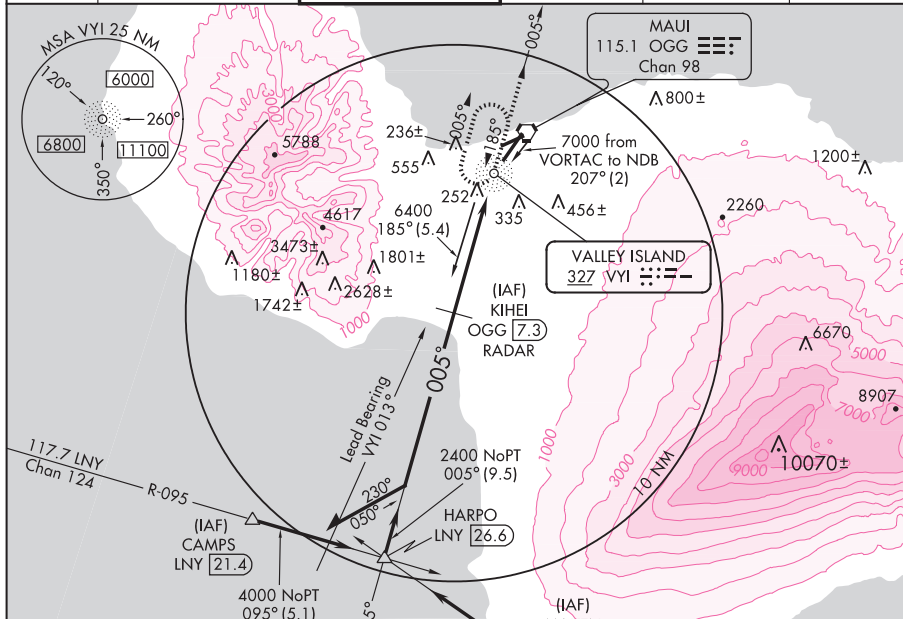 MSA VYI 25 NM
120°
6000
260°
6800
11100
350°
MAUI
115.1 OGG
Chan 98
005°
005°
185°
3000
5788
236±
555
800±
7000 from
VORTAC to NDB
207° (2)
1200±
252
335
456±
2260
6400
185° (5.4)
4617
3473±
1180±
1801±
1742±
2628±
1000
VALLEY ISLAND
327 VYI
(IAF)
KIHEI
OGG 7.3
RADAR
6670
5000
8907
7000
10070±
9000
3000
1000
10 NM
005°
Lead Bearing
VYI 013°
117.7 LNY
Chan 124
R-095
2400 NoPT
005° (9.5)
230°
050°
HARPO
LNY 26.6
(IAF)
CAMPS
LNY 21.4
4000 NoPT
095° (5.1)
5°
(IAF)